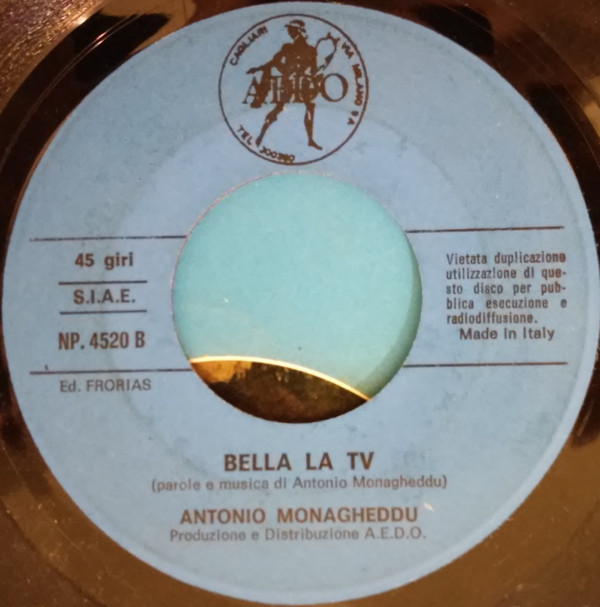 CAGLIARI
VIA MILANO 9 A
AEDO
TEL. 300380
45 giri
S.I.A.E.
NP. 4520 B
Ed. FRORIAS
Vietata duplicazione
utilizzazione di que-
sto disco per pub-
blica esecuzione e
radiodiffusione.
Made in Italy
BELLA LA TV
(parole e musica di Antonio Monagheddu)
ANTONIO MONAGHEDDU
Produzione e Distribuzione A.E.D.O.